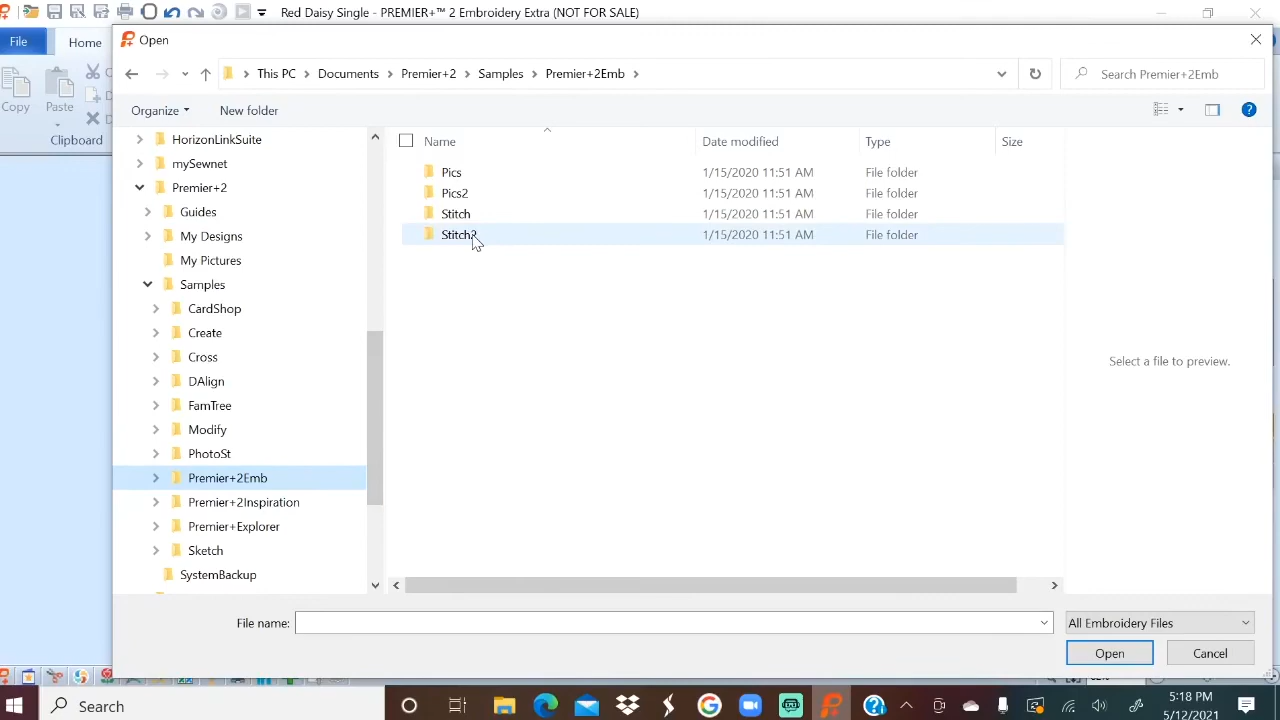 Red Daisy Single - PREMIER+™ 2 Embroidery Extra (NOT FOR SALE)
File Home
Open
This PC Documents Premier+2 Samples Premier+2Emb Search Premier+2Emb
Organize New folder
Copy Paste
Clipboard
HorizonLinkSuite
mySewnet
Premier+2
Guides
My Designs
My Pictures
Samples
CardShop
Create
Cross
DAlign
FamTree
Modify
PhotoSt
Premier+2Emb
Premier+2Inspiration
Premier+Explorer
Sketch
SystemBackup
Name Date modified Type Size
Pics 1/15/2020 11:51 AM File folder
Pics2 1/15/2020 11:51 AM File folder
Stitch 1/15/2020 11:51 AM File folder
Stitch2 1/15/2020 11:51 AM File folder
Select a file to preview.
File name: All Embroidery Files
Open Cancel
Search
5:18 PM
5/12/2021